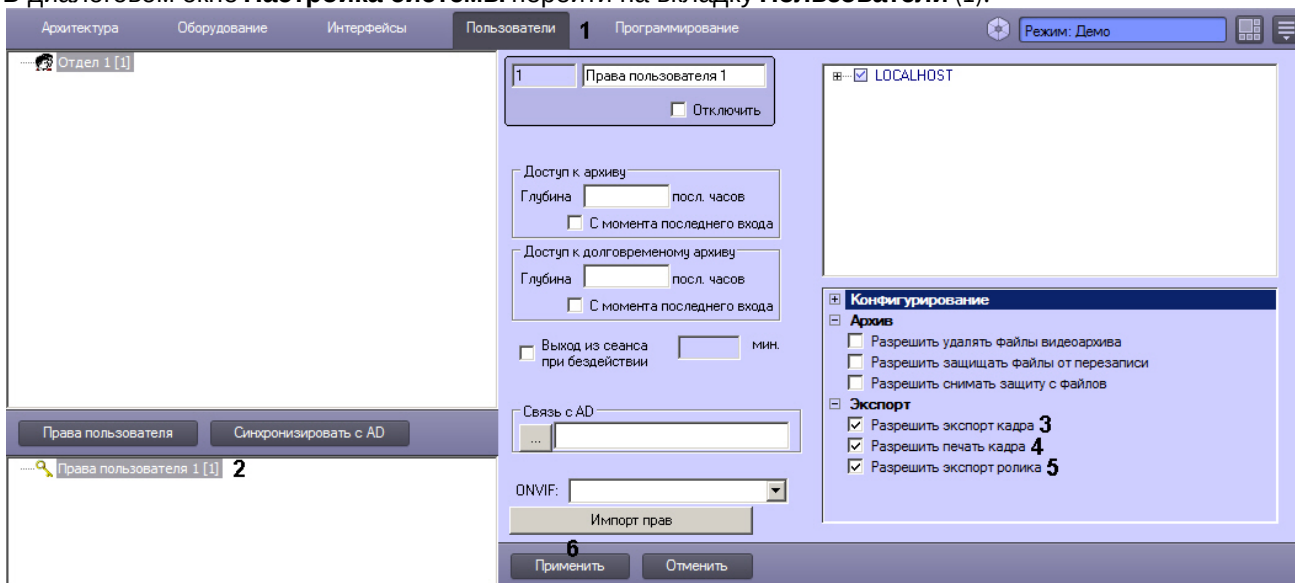 В диалоговом окне Настройка системы перейти на вкладку Пользователи (1).
Архитектура Оборудование Интерфейсы Пользователи 1 Программирование Режим: Демо
Отдел 1 [1]
1 Права пользователя 1
Отключить
LOCALHOST
Доступ к архиву
Глубина посл. часов
С момента последнего входа
Доступ к долговременому архиву
Глубина посл. часов
С момента последнего входа
Выход из сеанса
при бездействии
мин.
Связь с AD
...
ONVIF:
Импорт прав
Конфигурирование
Архив
Разрешить удалять файлы видеоархива
Разрешить защищать файлы от перезаписи
Разрешить снимать защиту с файлов
Экспорт
Разрешить экспорт кадра 3
Разрешить печать кадра 4
Разрешить экспорт ролика 5
Права пользователя Синхронизировать с AD
Права пользователя 1 [1] 2
6
Применить Отменить